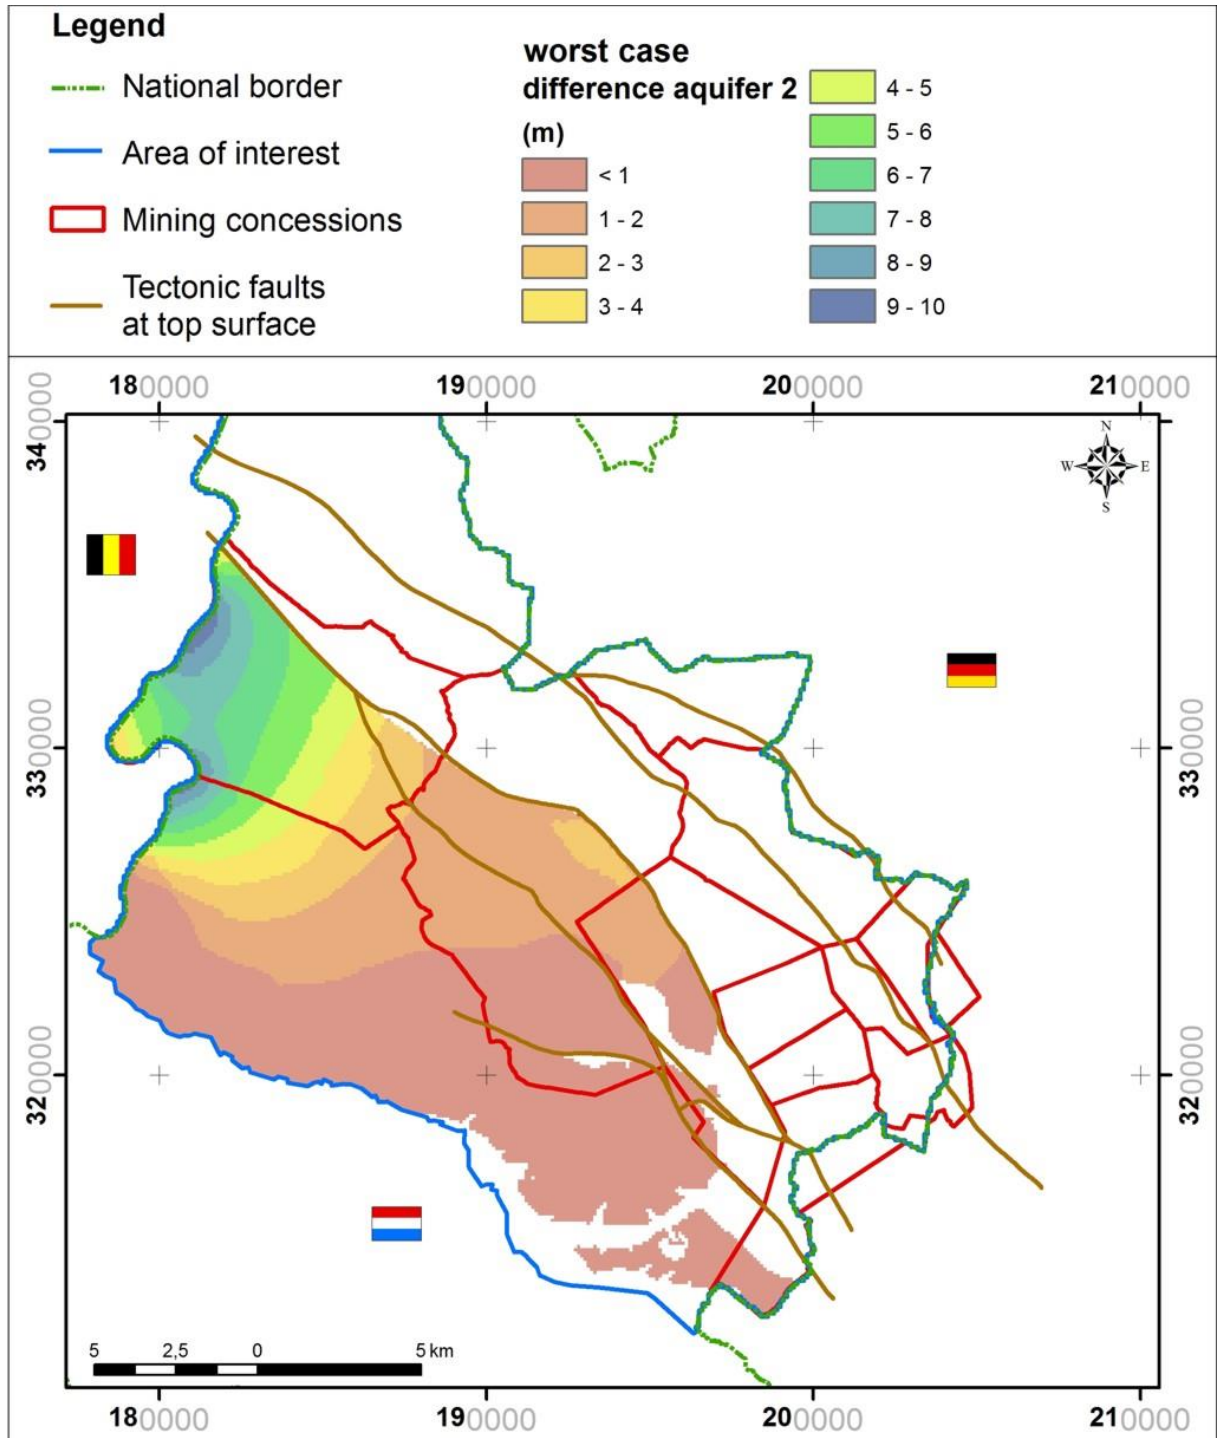 Legend
National border
Area of interest
Mining concessions
Tectonic faults
at top surface
worst case
difference aquifer 2
(m)
< 1
1 - 2
2 - 3
3 - 4
4 - 5
5 - 6
6 - 7
7 - 8
8 - 9
9 - 10
180000 190000 200000 210000
340000
330000
320000
330000
320000
N
W E
S
5 2,5 0 5 km
180000 190000 200000 210000